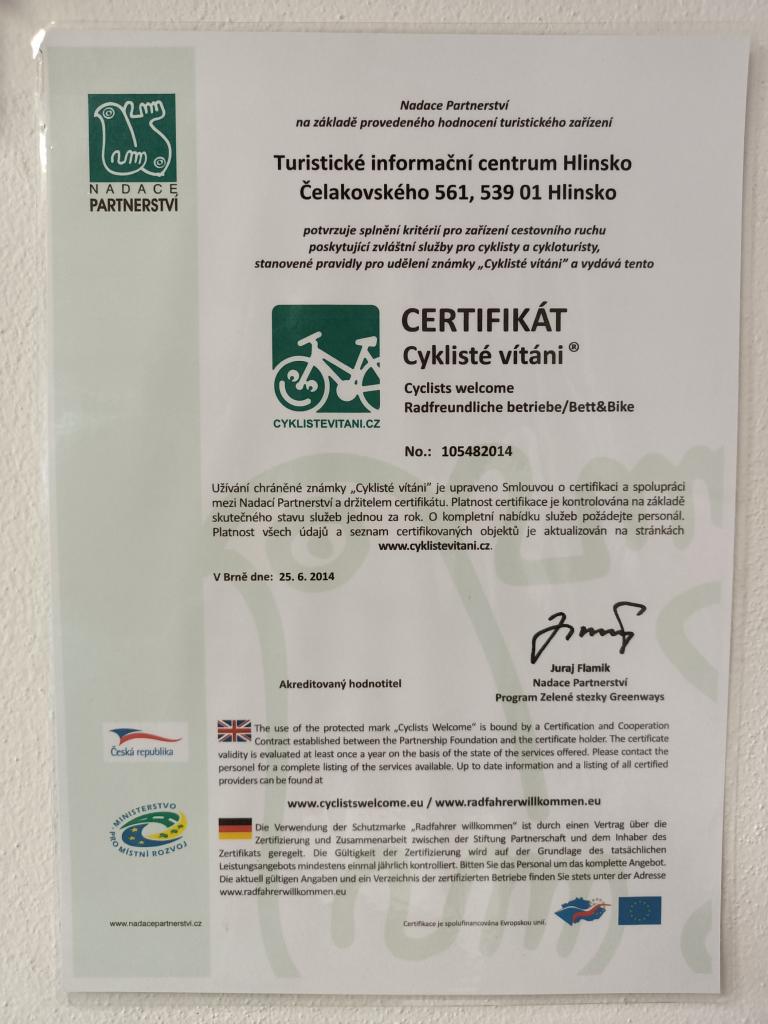 NADACE
PARTNERSTVÍ
Nadace Partnerství
na základě provedeného hodnocení turistického zařízení
Turistické informační centrum Hlinsko
Čelakovského 561, 539 01 Hlinsko
potvrzuje splnění kritérií pro zařízení cestovního ruchu
poskytující zvláštní služby pro cyklisty a cykloturisty,
stanovené pravidly pro udělení známky „Cyklisté vítáni” a vydává tento
CYKLISTEVITANI.CZ
CERTIFIKÁT
Cyklisté vítáni ®
Cyclists welcome
Radfreundliche betriebe/Bett&Bike
No.: 105482014
Užívání chráněné známky „Cyklisté vítáni” je upraveno Smlouvou o certifikaci a spolupráci
mezi Nadací Partnerství a držitelem certifikátu. Platnost certifikace je kontrolována na základě
skutečného stavu služeb jednou za rok. O kompletní nabídku služeb požádejte personál.
Platnost všech údajů a seznam certifikovaných objektů je aktualizován na stránkách
www.cyklistevitani.cz.
V Brně dne: 25. 6. 2014
Akreditovaný hodnotitel
Juraj Flamik
Nadace Partnerství
Program Zelené stezky Greenways
Česká republika
MINISTERSTVO
PRO MÍSTNÍ ROZVOJ
The use of the protected mark „Cyclists Welcome” is bound by a Certification and Cooperation
Contract established between the Partnership Foundation and the certificate holder. The certificate
validity is evaluated at least once a year on the basis of the state of the services offered. Please contact the
personel for a complete listing of the services available. Up to date information and a listing of all certified
providers can be found at
www.cyclistswelcome.eu / www.radfahrerwillkommen.eu
Die Verwendung der Schutzmarke „Radfahrer willkommen” ist durch einen Vertrag über die
Zertifizierung und Zusammenarbeit zwischen der Stiftung Partnerschaft und dem Inhaber des
Zertifikats geregelt. Die Gültigkeit der Zertifizierung wird auf der Grundlage des tatsächlichen
Leistungsangebots mindestens einmal jährlich kontrolliert. Bitten Sie das Personal um das komplette Angebot.
Die aktuell gültigen Angaben und ein Verzeichnis der zertifizierten Betriebe finden Sie stets unter der Adresse
www.radfahrerwillkommen.eu
www.nadacepartnerstvi.cz
Certifikace je spolufinancována Evropskou unií.